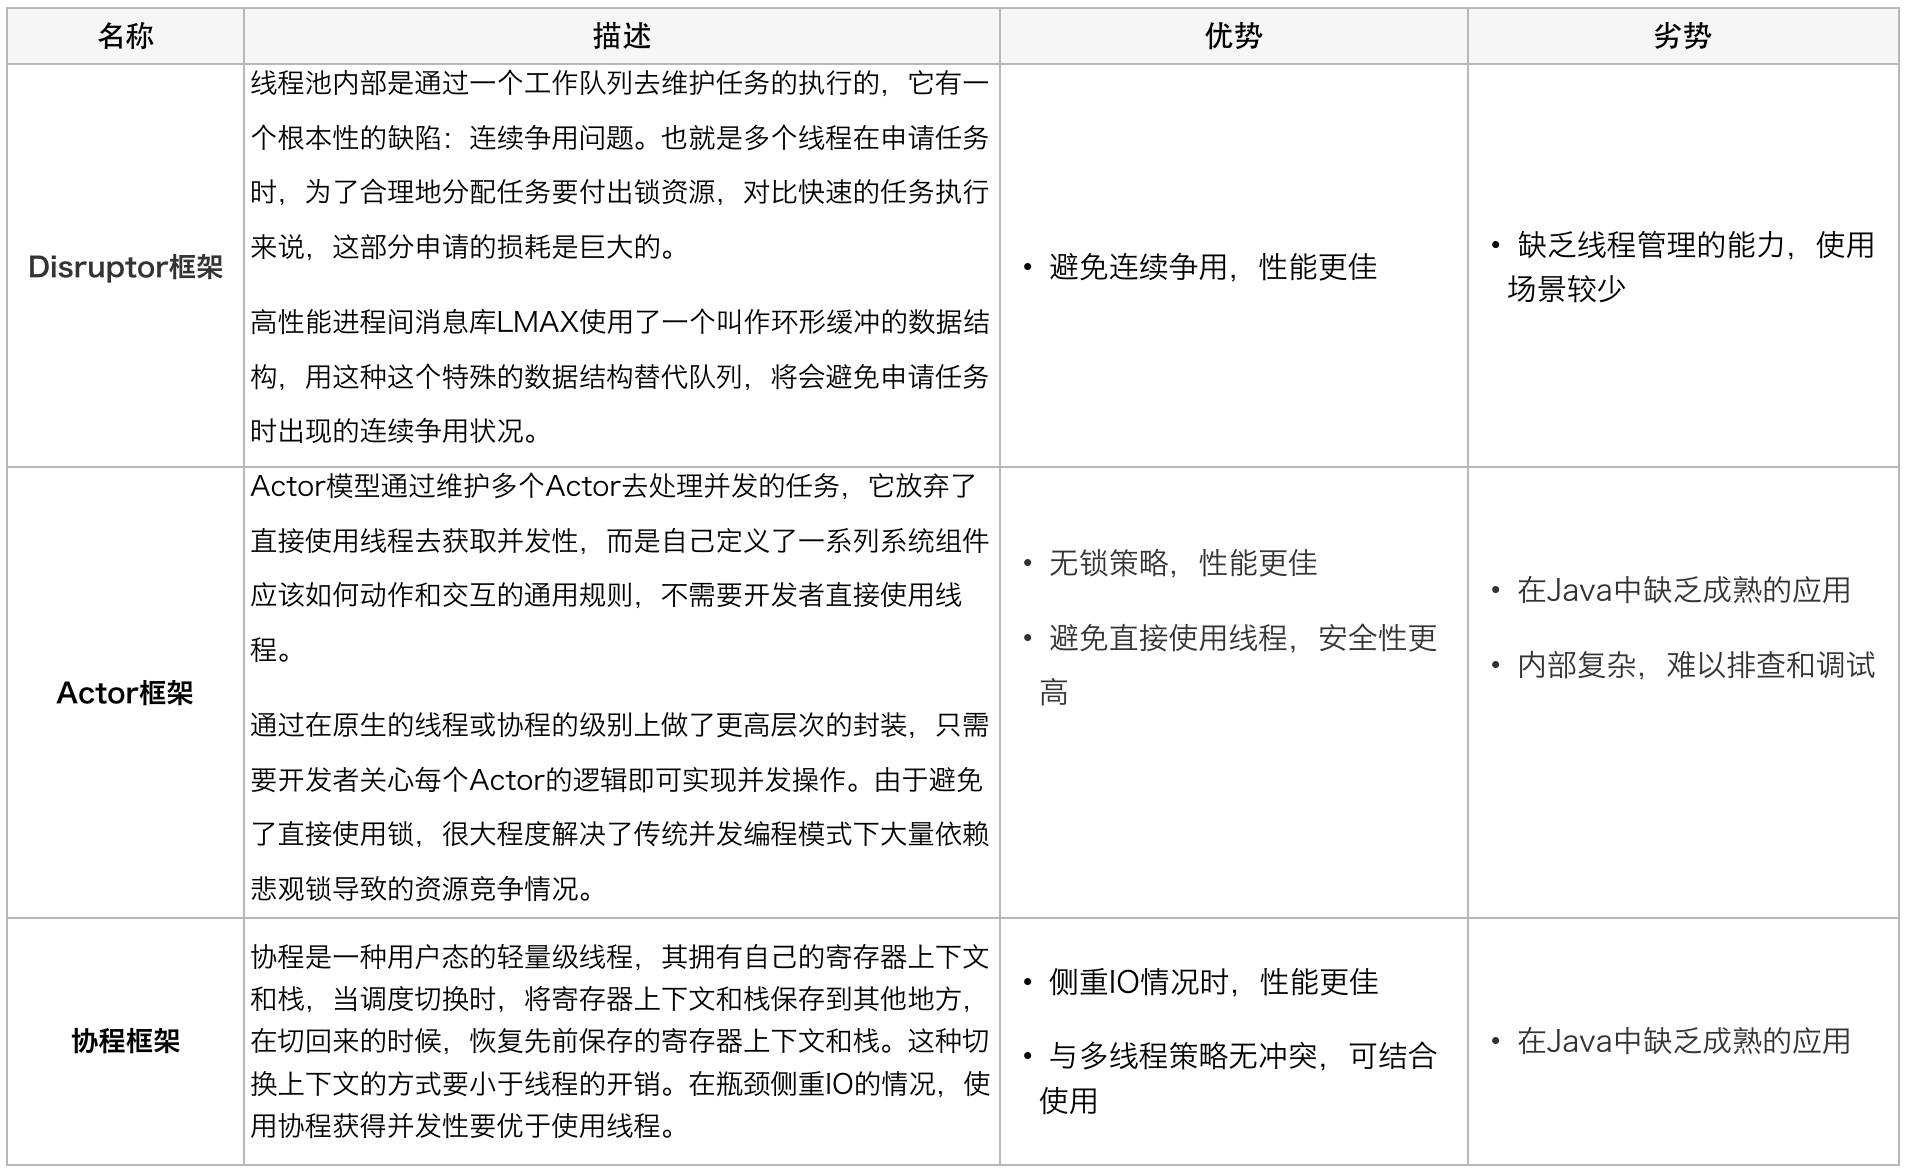 名称
描述
优势
劣势
Disruptor框架
线程池内部是通过一个工作队列去维护任务的执行的，它有一
个根本性的缺陷：连续争用问题。也就是多个线程在申请任务
时，为了合理地分配任务要付出锁资源，对比快速的任务执行
来说，这部分申请的损耗是巨大的。
高性能进程间消息库LMAX使用了一个叫作环形缓冲的数据结
构，用这种这个特殊的数据结构替代队列，将会避免申请任务
时出现的连续争用状况。
• 避免连续争用，性能更佳
• 缺乏线程管理的能力，使用
场景较少
Actor框架
Actor模型通过维护多个Actor去处理并发的任务，它放弃了
直接使用线程去获取并发性，而是自己定义了一系列系统组件
应该如何动作和交互的通用规则，不需要开发者直接使用线
程。
通过在原生的线程或协程的级别上做了更高层次的封装，只需
要开发者关心每个Actor的逻辑即可实现并发操作。由于避免
了直接使用锁，很大程度解决了传统并发编程模式下大量依赖
悲观锁导致的资源竞争情况。
• 无锁策略，性能更佳
• 避免直接使用线程，安全性更
高
• 在Java中缺乏成熟的应用
• 内部复杂，难以排查和调试
协程框架
协程是一种用户态的轻量级线程，其拥有自己的寄存器上下文
和栈，当调度切换时，将寄存器上下文和栈保存到其他地方，
在切回来的时候，恢复先前保存的寄存器上下文和栈。这种切
换上下文的方式要小于线程的开销。在瓶颈侧重IO的情况，使
用协程获得并发性要优于使用线程。
• 侧重IO情况时，性能更佳
• 与多线程策略无冲突，可结合
使用
• 在Java中缺乏成熟的应用